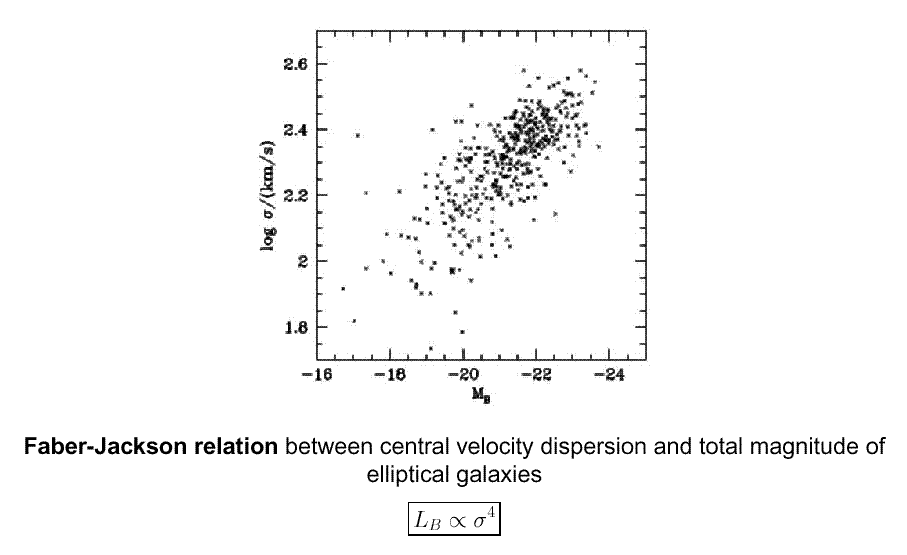 2.6
2.4
2.2
2
1.8
log σ/(km/s)
−16 −18 −20 −22 −24
M_B
Faber-Jackson relation between central velocity dispersion and total magnitude of
elliptical galaxies
L_B ∝ σ^4